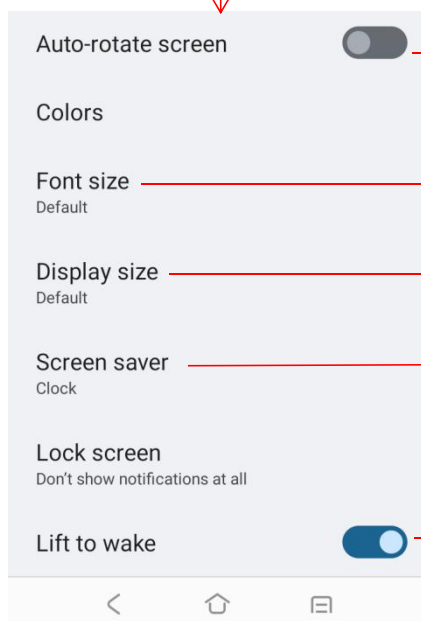 Auto-rotate screen
Colors
Font size
Default
Display size
Default
Screen saver
Clock
Lock screen
Don't show notifications at all
Lift to wake